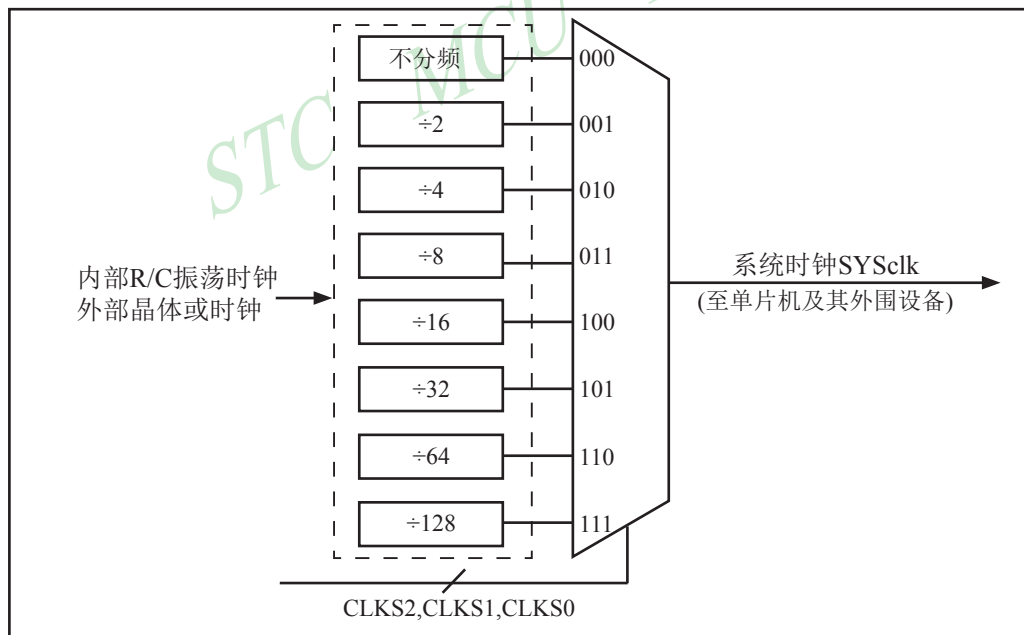 STC MCU
不分频
000
÷2
001
÷4
010
÷8
011
÷16
100
÷32
101
÷64
110
÷128
111
内部R/C振荡时钟
外部晶体或时钟
系统时钟SYSclk
(至单片机及其外围设备)
CLKS2,CLKS1,CLKS0